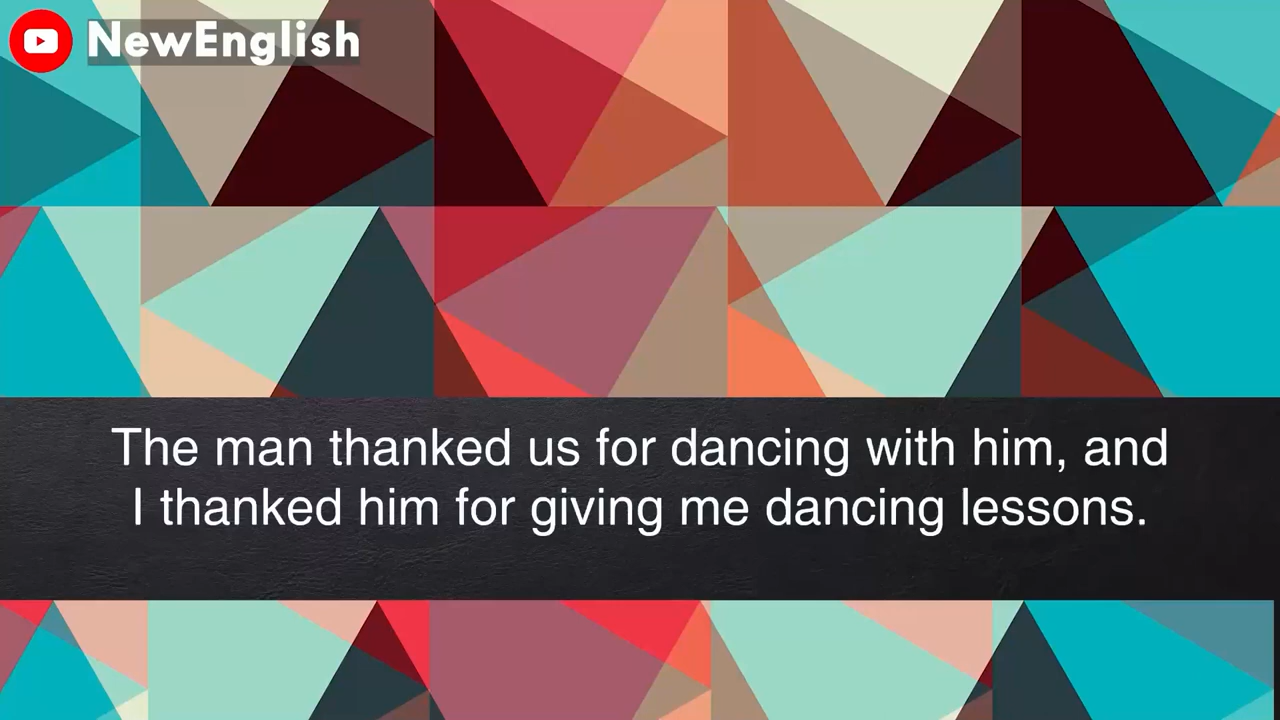 NewEnglish
The man thanked us for dancing with him, and
I thanked him for giving me dancing lessons.